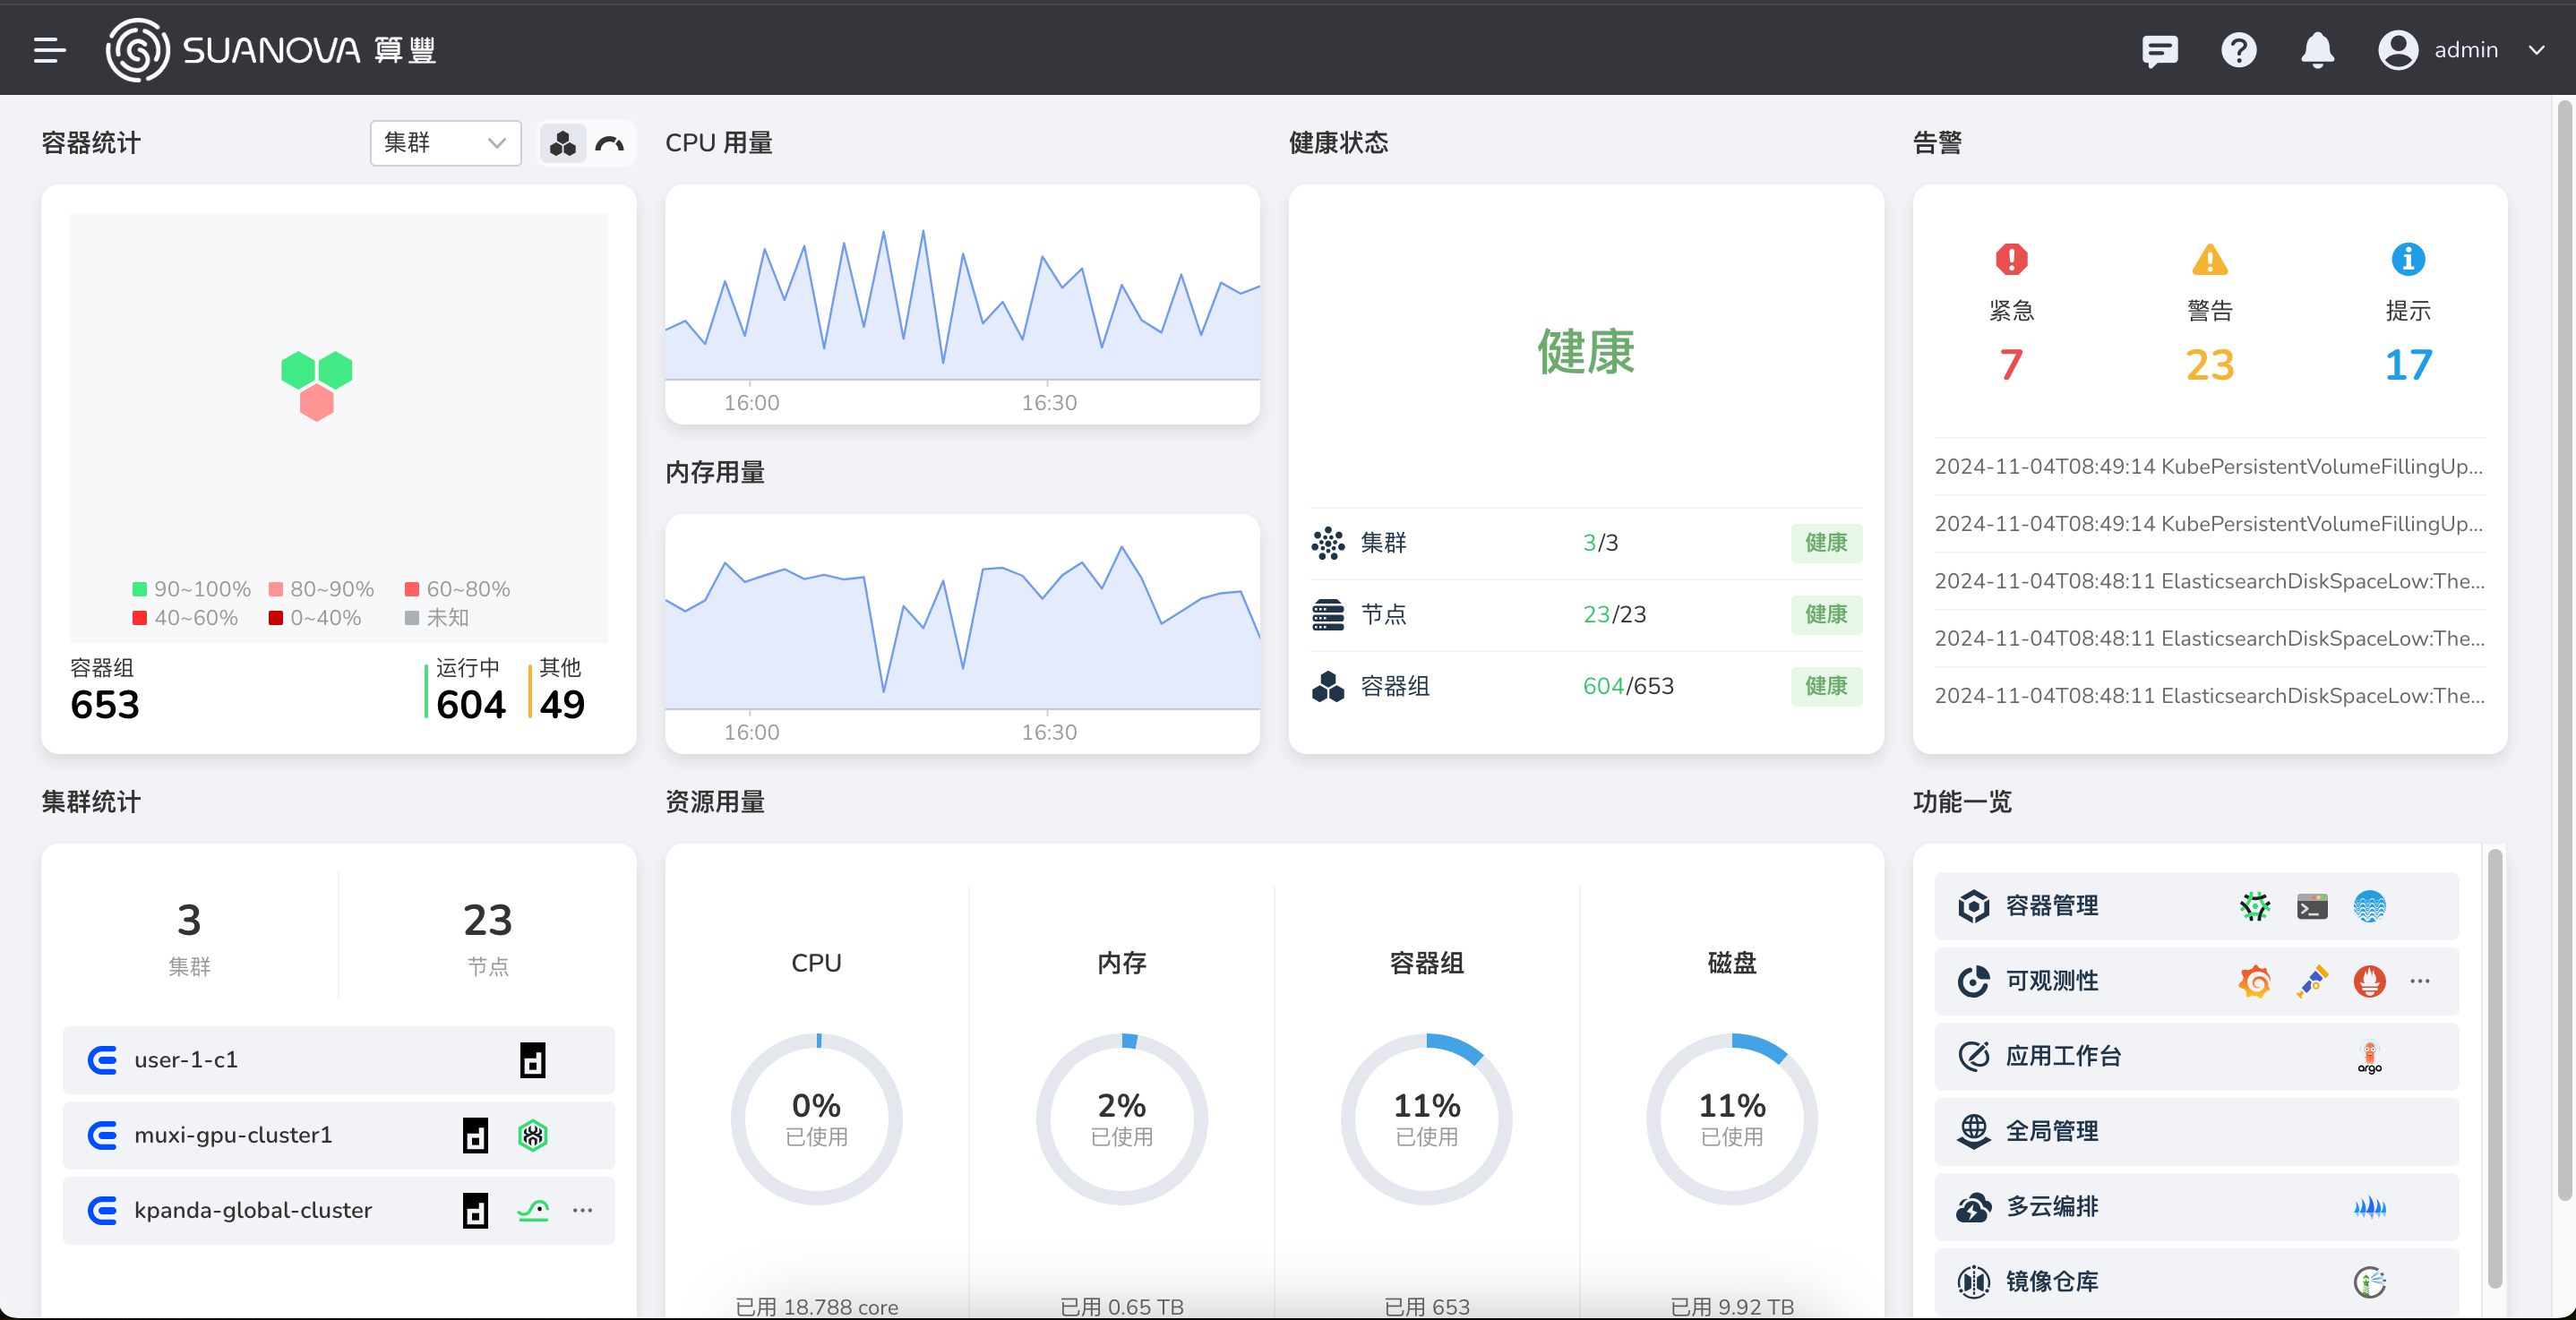 SUANOVA 算豐
admin
容器统计
集群
90~100%
80~90%
60~80%
40~60%
0~40%
未知
容器组
653
运行中
604
其他
49
CPU 用量
16:00
16:30
内存用量
16:00
16:30
健康状态
健康
集群 3/3 健康
节点 23/23 健康
容器组 604/653 健康
告警
紧急
7
警告
23
提示
17
2024-11-04T08:49:14 KubePersistentVolumeFillingUp...
2024-11-04T08:49:14 KubePersistentVolumeFillingUp...
2024-11-04T08:48:11 ElasticsearchDiskSpaceLow:The...
2024-11-04T08:48:11 ElasticsearchDiskSpaceLow:The...
2024-11-04T08:48:11 ElasticsearchDiskSpaceLow:The...
集群统计
3
集群
23
节点
user-1-c1
muxi-gpu-cluster1
kpanda-global-cluster
资源用量
CPU
0%
已使用
已用 18.788 core
内存
2%
已使用
已用 0.65 TB
容器组
11%
已使用
已用 653
磁盘
11%
已使用
已用 9.92 TB
功能一览
容器管理
可观测性
应用工作台
argo
全局管理
多云编排
镜像仓库